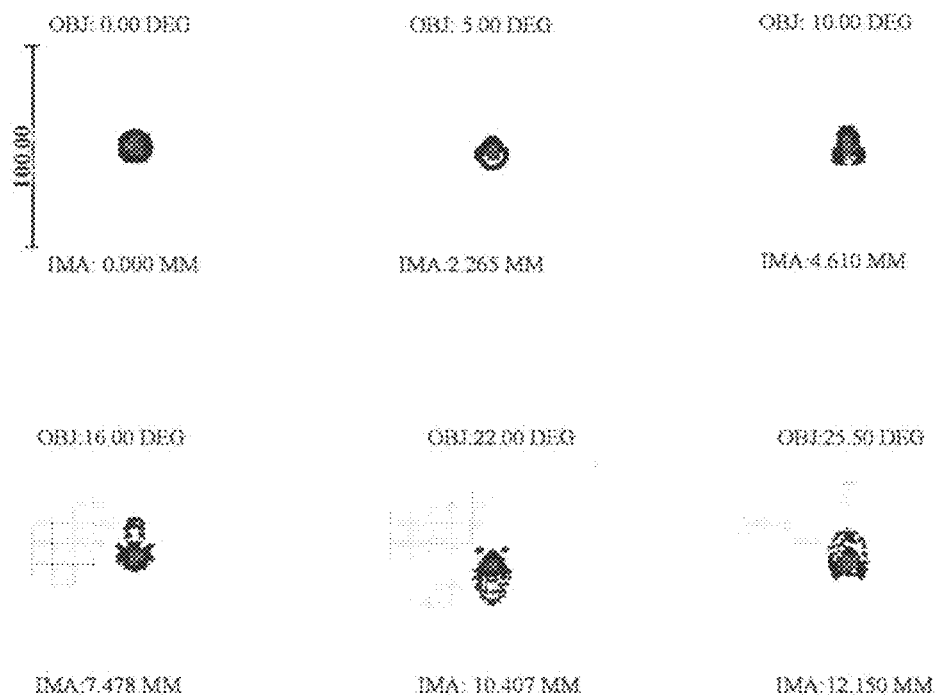 OBJ: 0.00 DEG
OBJ: 5.00 DEG
OBJ: 10.00 DEG
100.00
IMA: 0.000 MM
IMA:2.265 MM
IMA:4.610 MM
OBJ:16.00 DEG
OBJ:22.00 DEG
OBJ:25.50 DEG
IMA:7.478 MM
IMA: 10.407 MM
IMA:12.150 MM